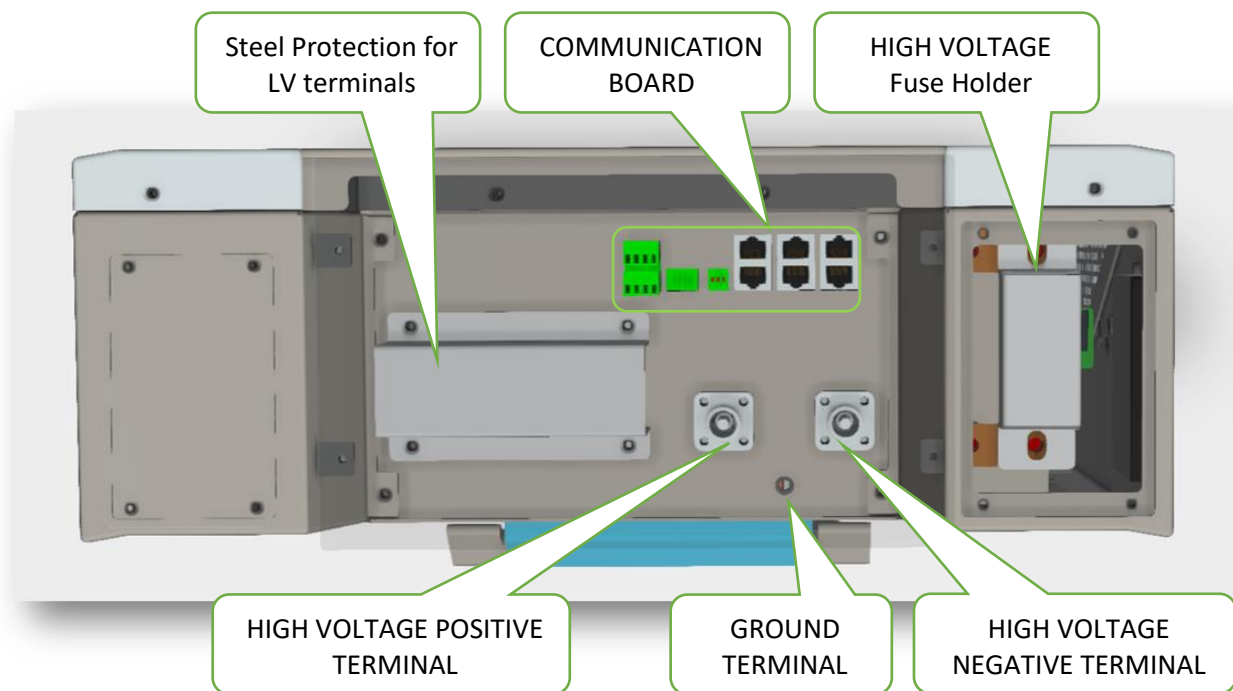 Steel Protection for
LV terminals
COMMUNICATION
BOARD
HIGH VOLTAGE
Fuse Holder
HIGH VOLTAGE POSITIVE
TERMINAL
GROUND
TERMINAL
HIGH VOLTAGE
NEGATIVE TERMINAL